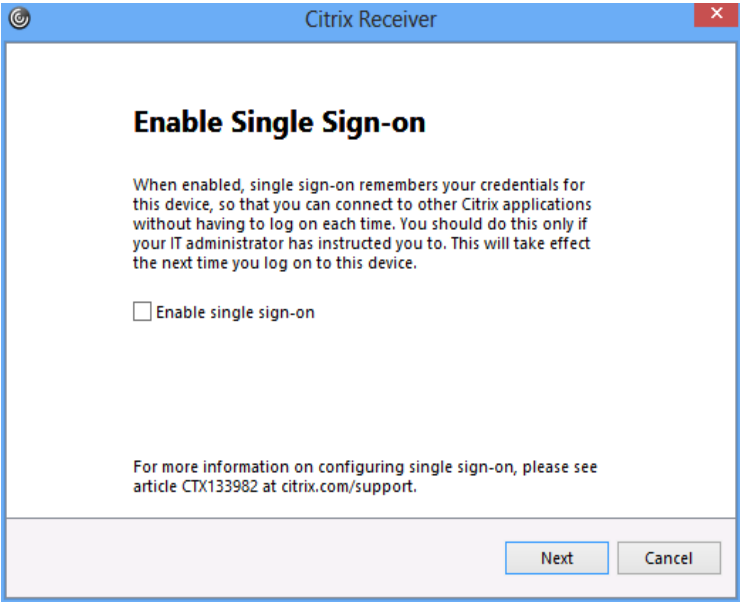 Citrix Receiver
Enable Single Sign-on
When enabled, single sign-on remembers your credentials for
this device, so that you can connect to other Citrix applications
without having to log on each time. You should do this only if
your IT administrator has instructed you to. This will take effect
the next time you log on to this device.
Enable single sign-on
For more information on configuring single sign-on, please see
article CTX133982 at citrix.com/support.
Next
Cancel